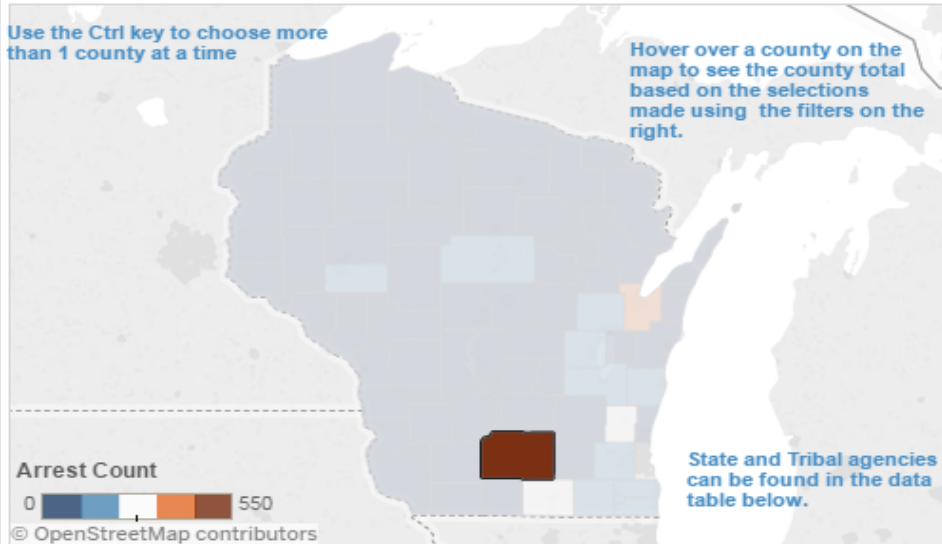 Use the Ctrl key to choose more
than 1 county at a time
Hover over a county on the
map to see the county total
based on the selections
made using the filters on the
right.
State and Tribal agencies
can be found in the data
table below.
Arrest Count
0 550
© OpenStreetMap contributors